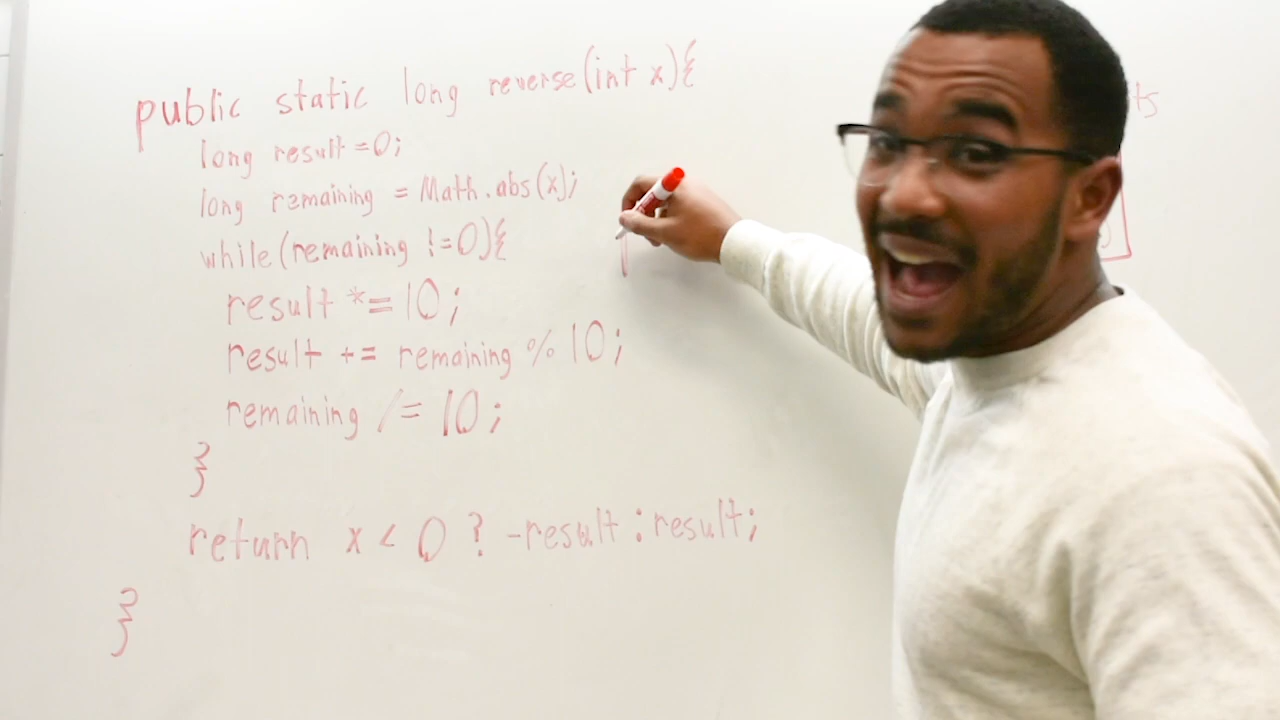 public static long reverse(int x){
long result =0;
long remaining = Math.abs(x);
while(remaining !=0){
result *= 10;
result += remaining % 10;
remaining /= 10;
}
return x < 0 ? -result : result;
}